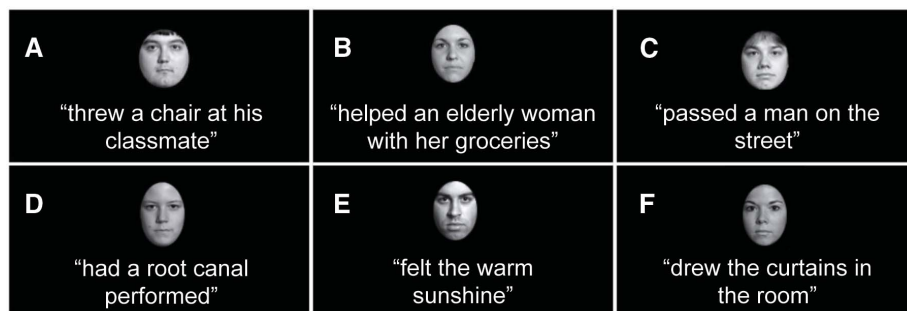 A
“threw a chair at his
classmate”
B
“helped an elderly woman
with her groceries”
C
“passed a man on the
street”
D
“had a root canal
performed”
E
“felt the warm
sunshine”
F
“drew the curtains in
the room”